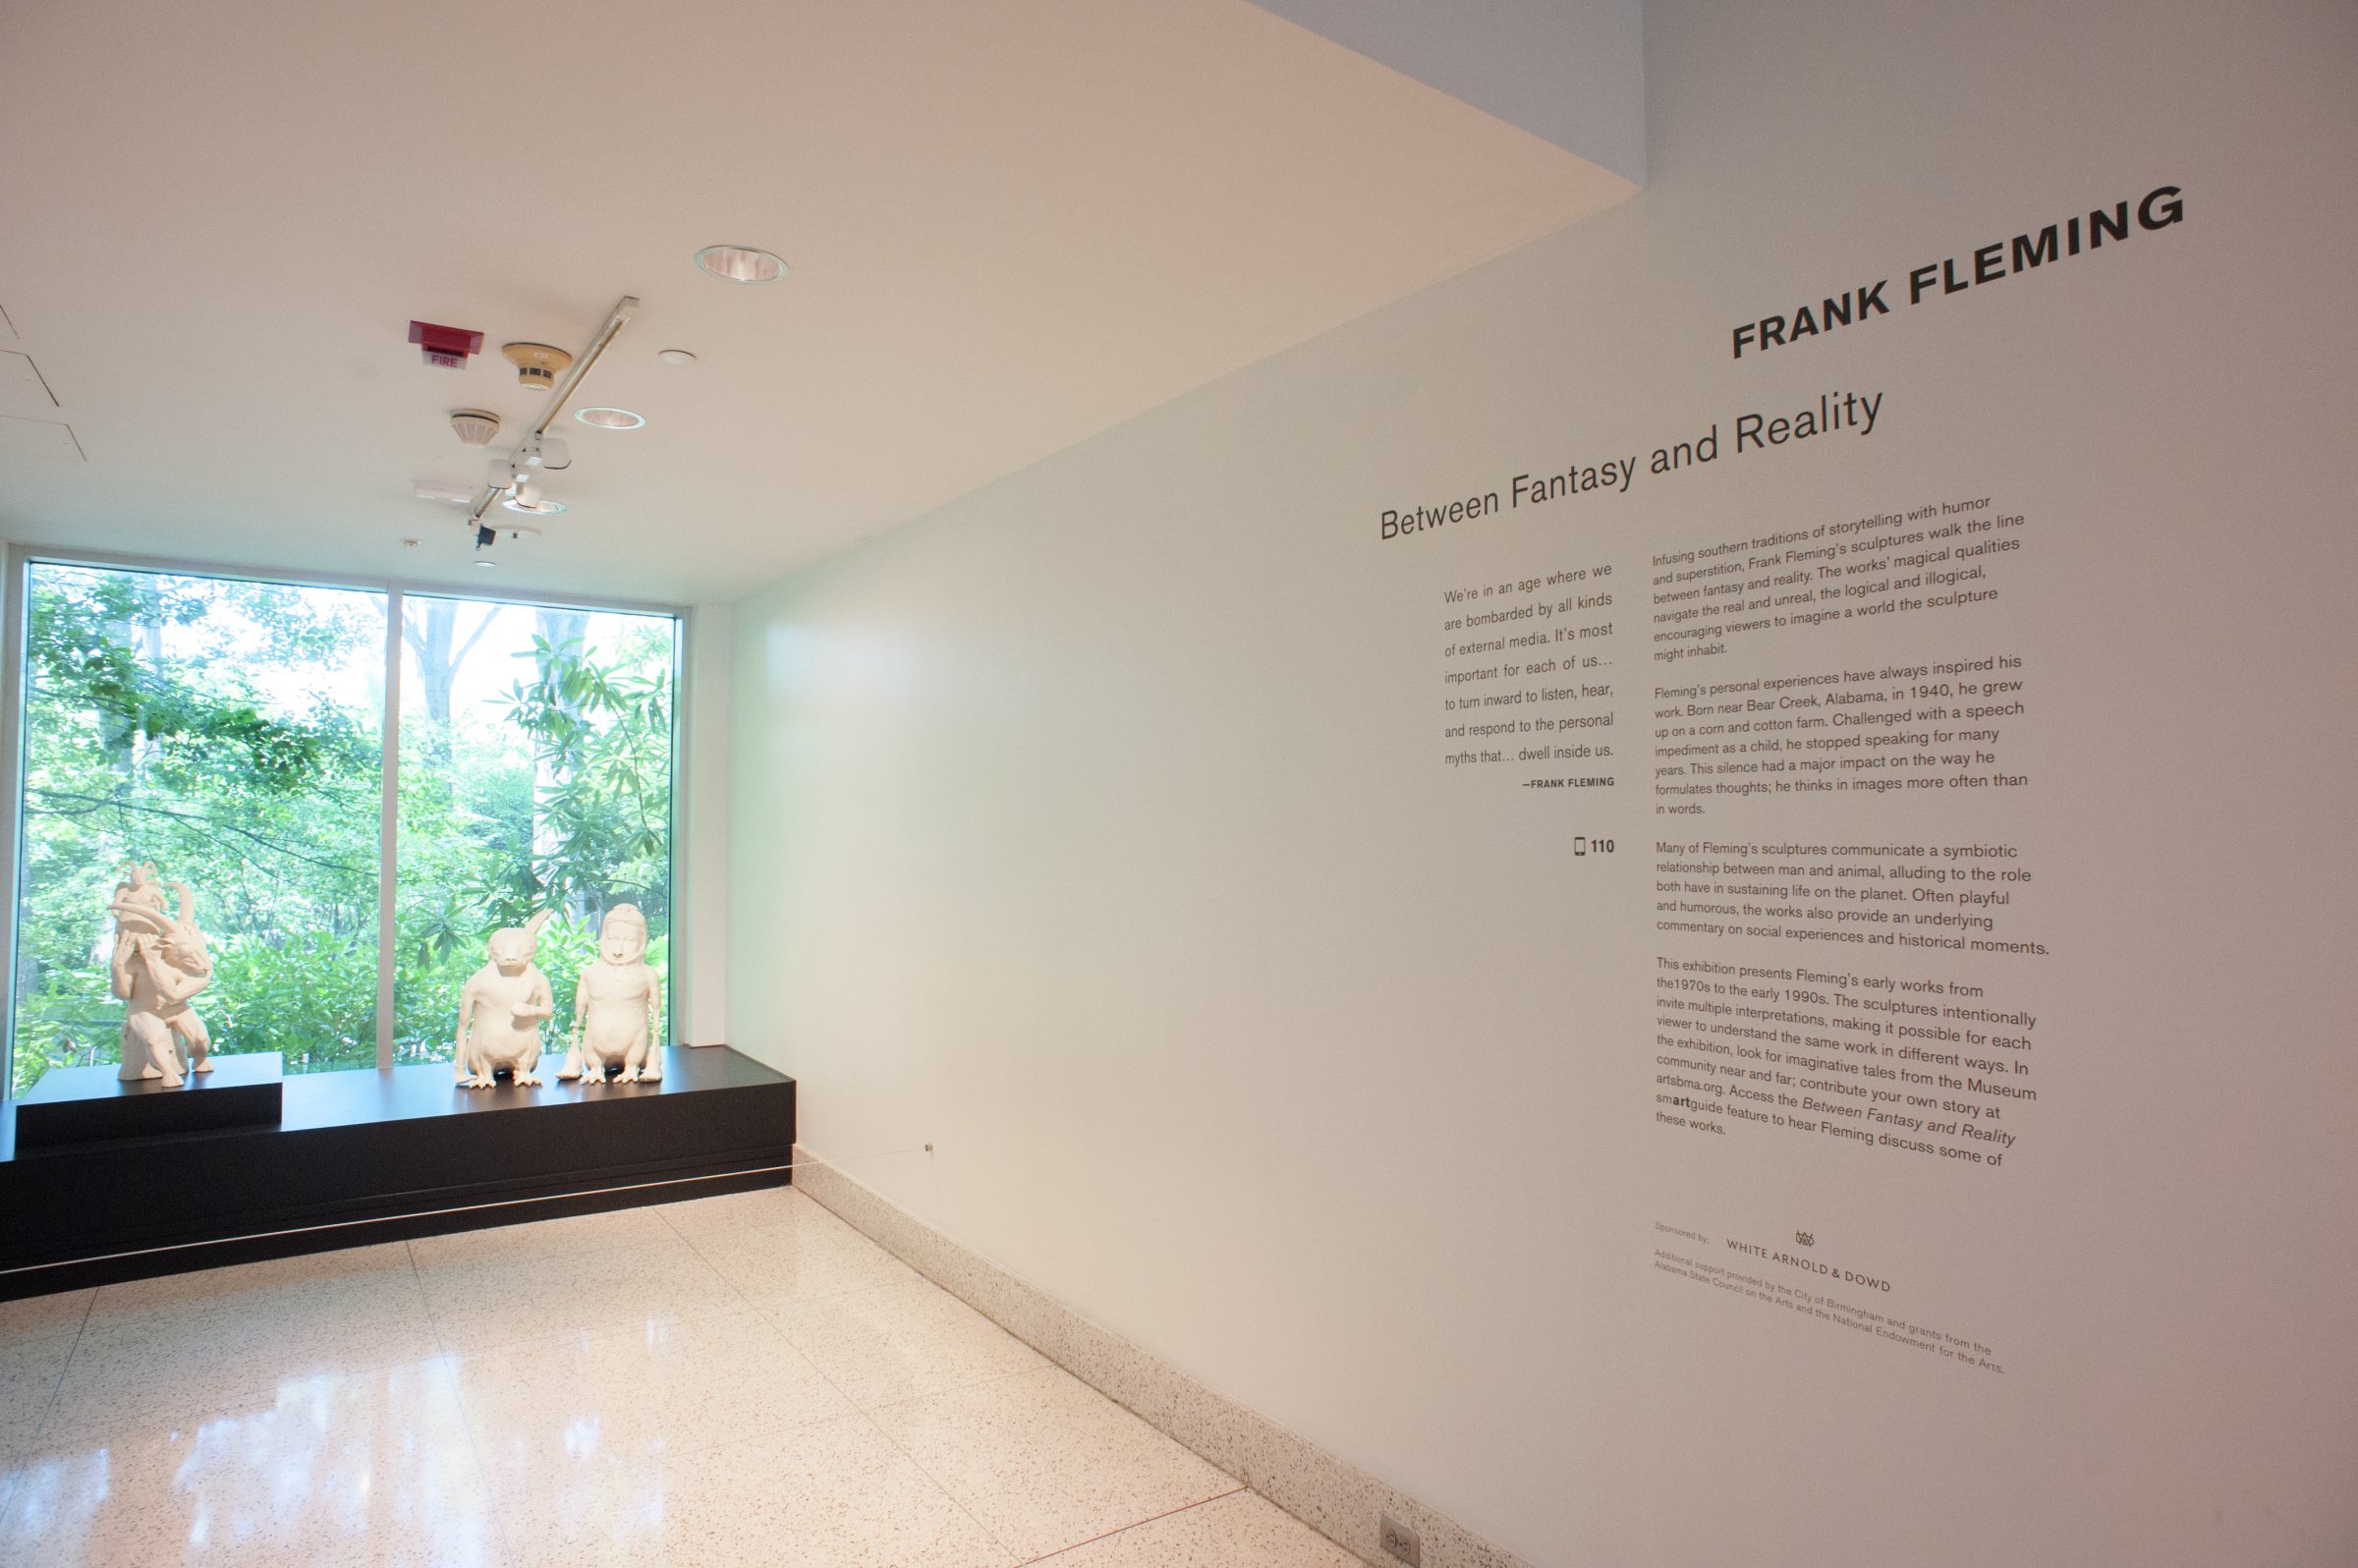 FIRE
FRANK FLEMING
Between Fantasy and Reality
We're in an age where we
are bombarded by all kinds
of external media. It's most
important for each of us...
to turn inward to listen, hear,
and respond to the personal
myths that... dwell inside us.
—FRANK FLEMING
110
Infusing southern traditions of storytelling with humor
and superstition, Frank Fleming's sculptures walk the line
between fantasy and reality. The works' magical qualities
navigate the real and unreal, the logical and illogical,
encouraging viewers to imagine a world the sculpture
might inhabit.
Fleming's personal experiences have always inspired his
work. Born near Bear Creek, Alabama, in 1940, he grew
up on a corn and cotton farm. Challenged with a speech
impediment as a child, he stopped speaking for many
years. This silence had a major impact on the way he
formulates thoughts; he thinks in images more often than
in words.
Many of Fleming's sculptures communicate a symbiotic
relationship between man and animal, alluding to the role
both have in sustaining life on the planet. Often playful
and humorous, the works also provide an underlying
commentary on social experiences and historical moments.
This exhibition presents Fleming's early works from
the1970s to the early 1990s. The sculptures intentionally
invite multiple interpretations, making it possible for each
viewer to understand the same work in different ways. In
the exhibition, look for imaginative tales from the Museum
community near and far; contribute your own story at
artsbma.org. Access the Between Fantasy and Reality
smartguide feature to hear Fleming discuss some of
these works.
Sponsored by:
WHITE ARNOLD & DOWD
Additional support provided by the City of Birmingham and grants from the
Alabama State Council on the Arts and the National Endowment for the Arts.